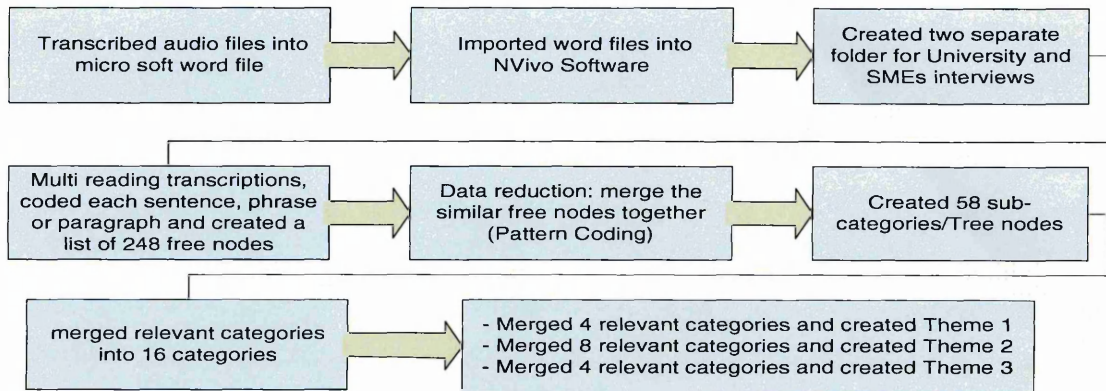 Transcribed audio files into
micro soft word file
Imported word files into
NVivo Software
Created two separate
folder for University and
SMEs interviews
Multi reading transcriptions,
coded each sentence, phrase
or paragraph and created a
list of 248 free nodes
Data reduction: merge the
similar free nodes together
(Pattern Coding)
Created 58 sub-
categories/Tree nodes
merged relevant categories
into 16 categories
- Merged 4 relevant categories and created Theme 1
- Merged 8 relevant categories and created Theme 2
- Merged 4 relevant categories and created Theme 3